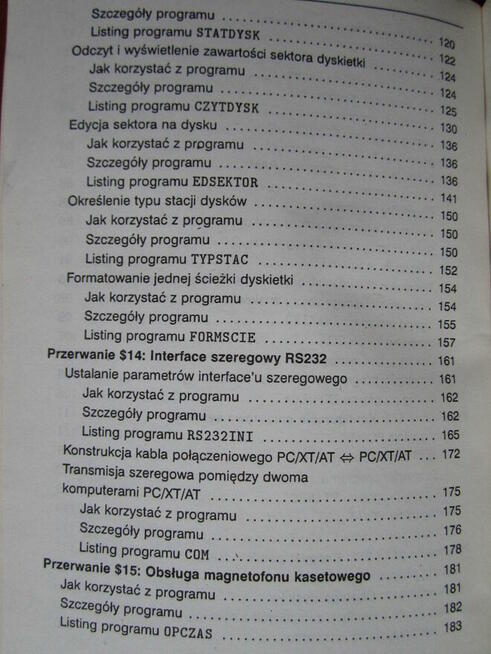 Szczegóły programu ............ 120
Listing programu STATDYSK ............ 122
Odczyt i wyświetlenie zawartości sektora dyskietki ............ 124
Jak korzystać z programu ............ 124
Szczegóły programu ............ 125
Listing programu CZYTDYSK ............ 130
Edycja sektora na dysku ............ 136
Jak korzystać z programu ............ 136
Szczegóły programu ............ 136
Listing programu EDSEKTOR ............ 141
Określenie typu stacji dysków ............ 150
Jak korzystać z programu ............ 150
Szczegóły programu ............ 150
Listing programu TYPSTAC ............ 152
Formatowanie jednej ścieżki dyskietki ............ 154
Jak korzystać z programu ............ 154
Szczegóły programu ............ 155
Listing programu FORMSCIE ............ 157
Przerwanie $14: Interface szeregowy RS232 ............ 161
Ustalanie parametrów interface'u szeregowego ............ 161
Jak korzystać z programu ............ 162
Szczegóły programu ............ 162
Listing programu RS232INI ............ 165
Konstrukcja kabla połączeniowego PC/XT/AT ⇔ PC/XT/AT ... 172
Transmisja szeregowa pomiędzy dwoma
komputerami PC/XT/AT ............ 175
Jak korzystać z programu ............ 175
Szczegóły programu ............ 176
Listing programu COM ............ 178
Przerwanie $15: Obsługa magnetofonu kasetowego ............ 181
Jak korzystać z programu ............ 181
Szczegóły programu ............ 182
Listing programu OPCZAS ............ 183